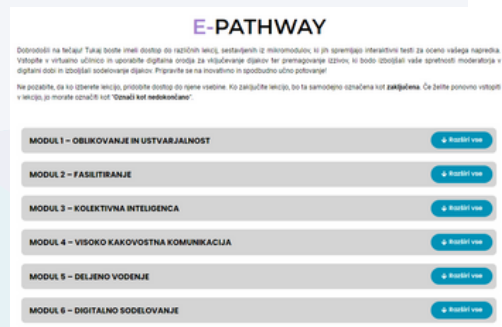 E-PATHWAY
Dobrodošli na tečaju! Tukaj boste imeli dostop do različnih lekcij, sestavljenih iz mikromodulov, ki jih spremljajo interaktivni testi za oceno vašega napredka.
Vstopite v virtualno učilnico in uporabite digitalna orodja za vključevanje dijakov ter premagovanje izzivov, ki bodo izboljšali vaše spretnosti moderatorja v
digitalni dobi in izboljšali sodelovanje dijakov. Pripravite se na inovativno in spodbudno učno potovanje!
Ne pozabite, da ko izberete lekcijo, pridobite dostop do njene vsebine. Ko zaključite lekcijo, bo ta samodejno označena kot zaključena. Če želite ponovno vstopiti
v lekcijo, jo morate označiti kot "Označi kot nedokončano".
MODUL 1 – OBLIKOVANJE IN USTVARJALNOST
Razširi vse
MODUL 2 – FASILITIRANJE
Razširi vse
MODUL 3 – KOLEKTIVNA INTELIGENCA
Razširi vse
MODUL 4 – VISOKO KAKOVOSTNA KOMUNIKACIJA
Razširi vse
MODUL 5 – DELJENO VODENJE
Razširi vse
MODUL 6 – DIGITALNO SODELOVANJE
Razširi vse